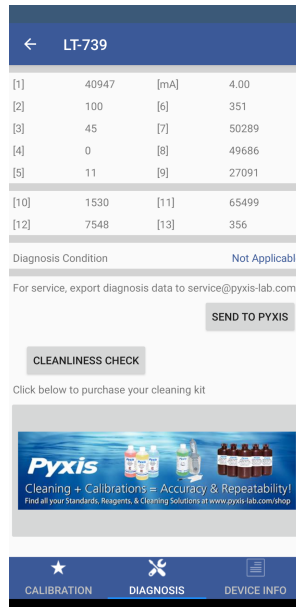 ← LT-739
[1] 40947 [mA] 4.00
[2] 100 [6] 351
[3] 45 [7] 50289
[4] 0 [8] 49686
[5] 11 [9] 27091
[10] 1530 [11] 65499
[12] 7548 [13] 356
Diagnosis Condition Not Applicabl
For service, export diagnosis data to service@pyxis-lab.com
SEND TO PYXIS
CLEANLINESS CHECK
Click below to purchase your cleaning kit
Pyxis
Cleaning + Calibrations = Accuracy & Repeatability!
Find all your Standards, Reagents, & Cleaning Solutions at www.pyxis-lab.com/shop
CALIBRATION DIAGNOSIS DEVICE INFO